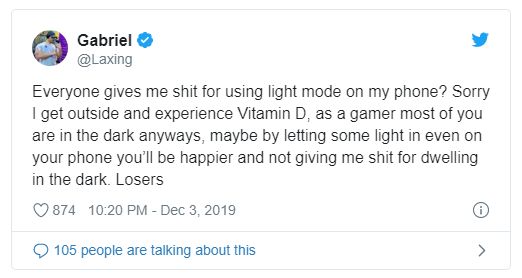 Gabriel
@Laxing
Everyone gives me shit for using light mode on my phone? Sorry
I get outside and experience Vitamin D, as a gamer most of you
are in the dark anyways, maybe by letting some light in even on
your phone you’ll be happier and not giving me shit for dwelling
in the dark. Losers
874 10:20 PM - Dec 3, 2019
105 people are talking about this